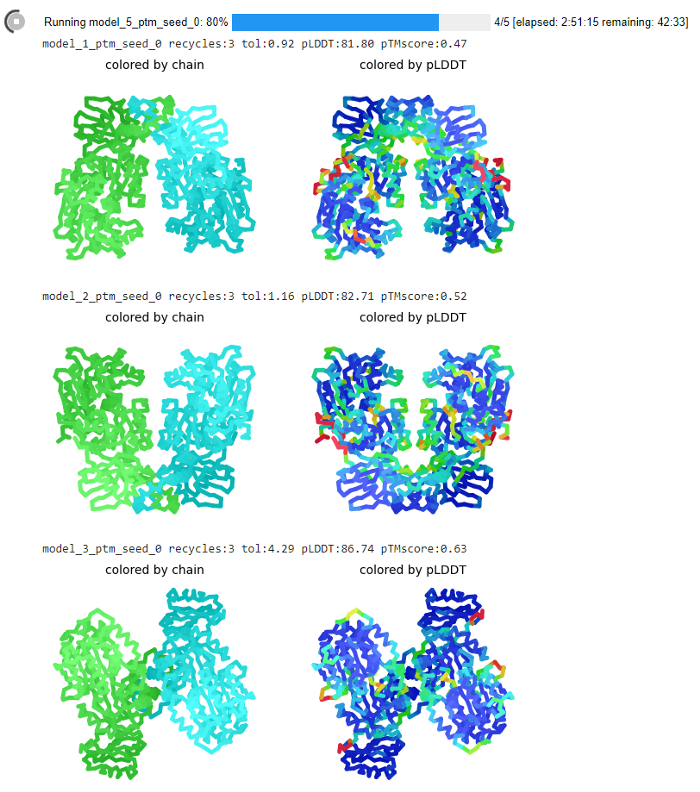 Running model_5_ptm_seed_0: 80% 4/5 [elapsed: 2:51:15 remaining: 42:33]
model_1_ptm_seed_0 recycles:3 tol:0.92 pLDDT:81.80 pTMscore:0.47
colored by chain colored by pLDDT
model_2_ptm_seed_0 recycles:3 tol:1.16 pLDDT:82.71 pTMscore:0.52
colored by chain colored by pLDDT
model_3_ptm_seed_0 recycles:3 tol:4.29 pLDDT:86.74 pTMscore:0.63
colored by chain colored by pLDDT